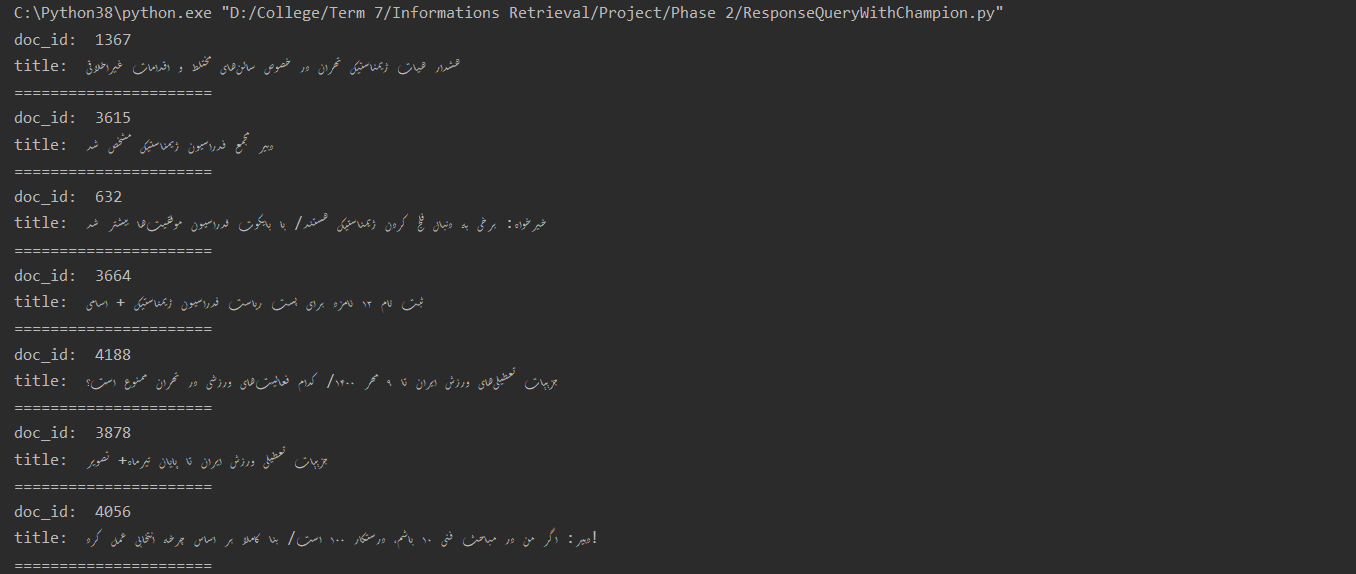 C:\Python38\python.exe "D:/College/Term 7/Informations Retrieval/Project/Phase 2/ResponseQueryWithChampion.py"
doc_id:  1367
title:  هشدار هیات ژیمناستیک تهران در خصوص سالن‌های مختلط و اقدامات غیراخلاقی
======================
doc_id:  3615
title:  دبیر مجمع فدراسیون ژیمناستیک مشخص شد
======================
doc_id:  632
title:  خیرخواه: برخی به دنبال فلج کردن ژیمناستیک هستند/ با بایکوت فدراسیون موفقیت‌ها بیشتر شد
======================
doc_id:  3664
title:  ثبت نام ۱۲ نامزد برای پست ریاست فدراسیون ژیمناستیک + اسامی
======================
doc_id:  4188
title:  جزییات تعطیلی‌های ورزش ایران تا ۹ مهر ۱۴۰۰/ کدام فعالیت‌های ورزشی در تهران ممنوع است؟
======================
doc_id:  3878
title:  جزییات تعطیلی ورزش ایران تا پایان تیرماه+ تصویر
======================
doc_id:  4056
title:  دبیر: اگر من در مباحث فنی ۱۰ باشم، درستکار ۱۰۰ است/ بنا کاملا بر اساس چرخه انتخابی عمل کرد!
======================